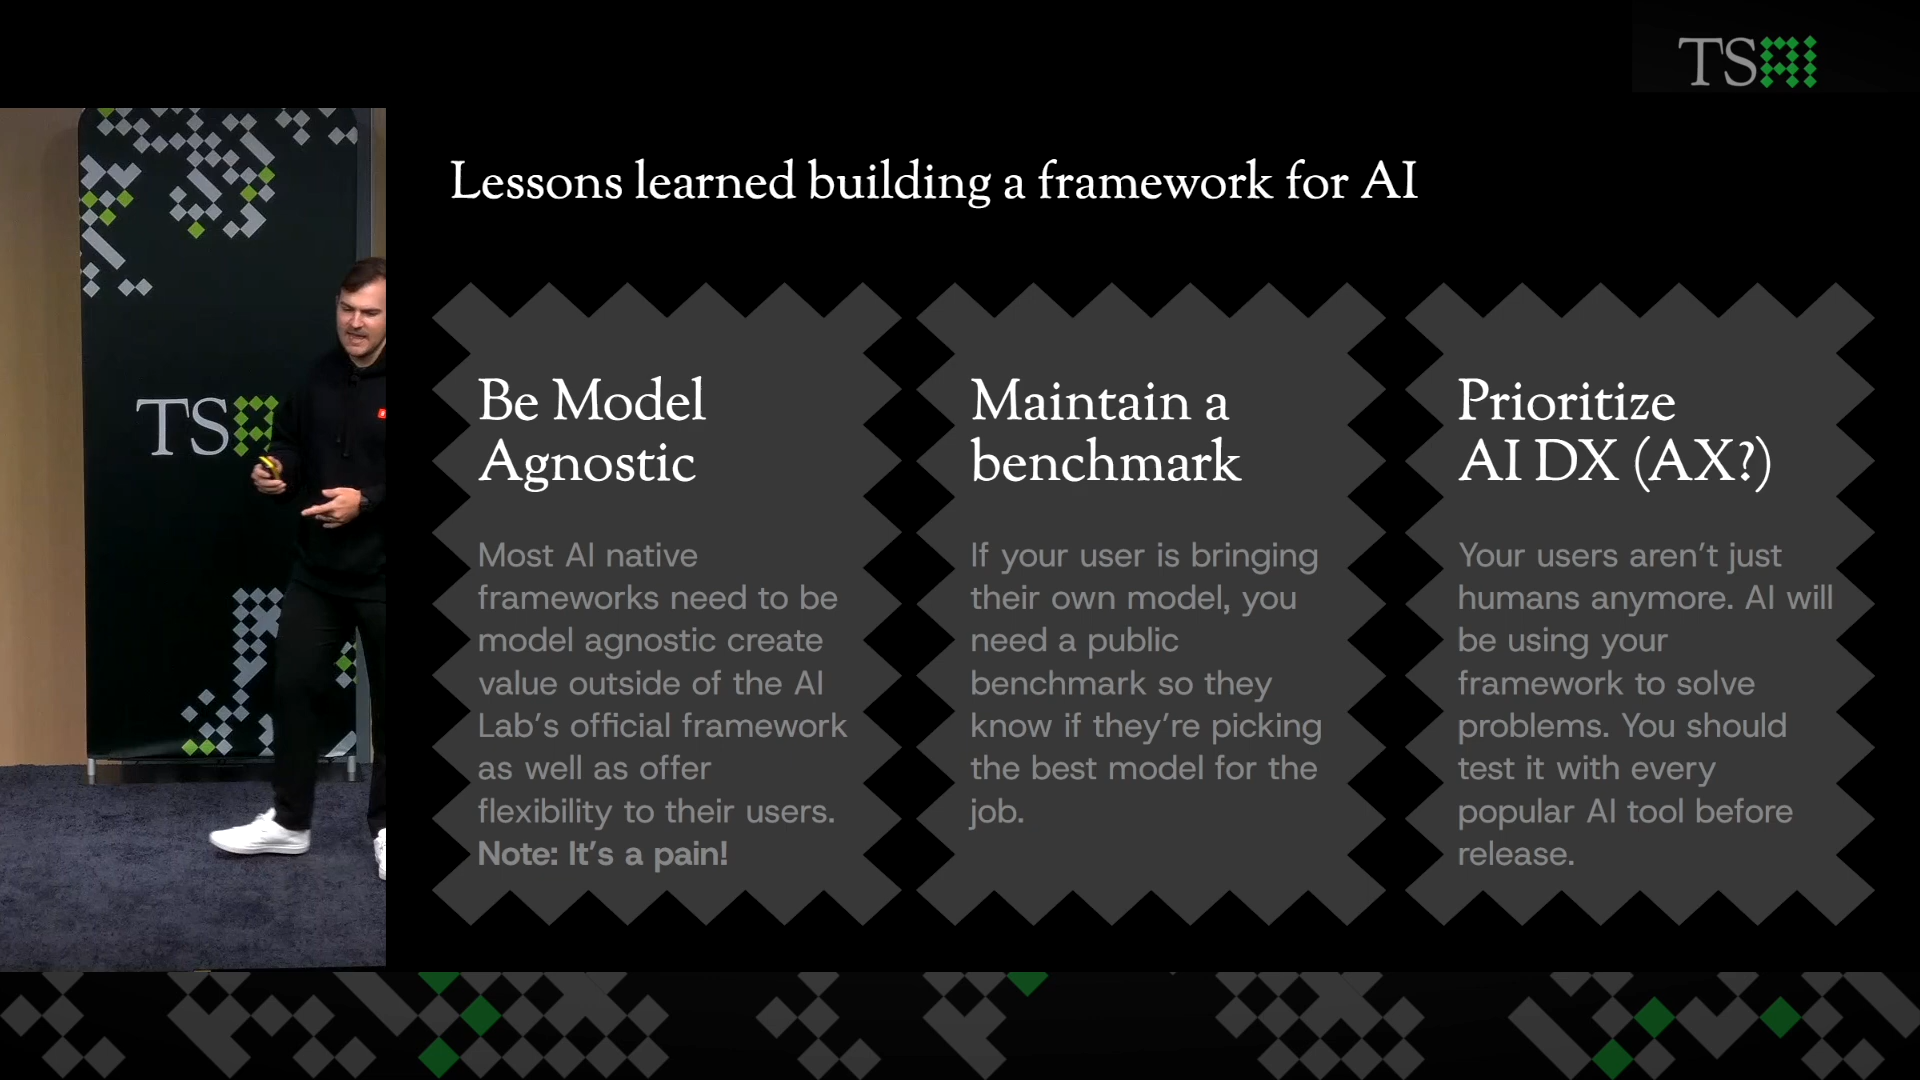 TSAI
Lessons learned building a framework for AI
Be Model
Agnostic
Most AI native
frameworks need to be
model agnostic create
value outside of the AI
Lab’s official framework
as well as offer
flexibility to their users.
Note: It’s a pain!
Maintain a
benchmark
If your user is bringing
their own model, you
need a public
benchmark so they
know if they’re picking
the best model for the
job.
Prioritize
AI DX (AX?)
Your users aren’t just
humans anymore. AI will
be using your
framework to solve
problems. You should
test it with every
popular AI tool before
release.
TSA